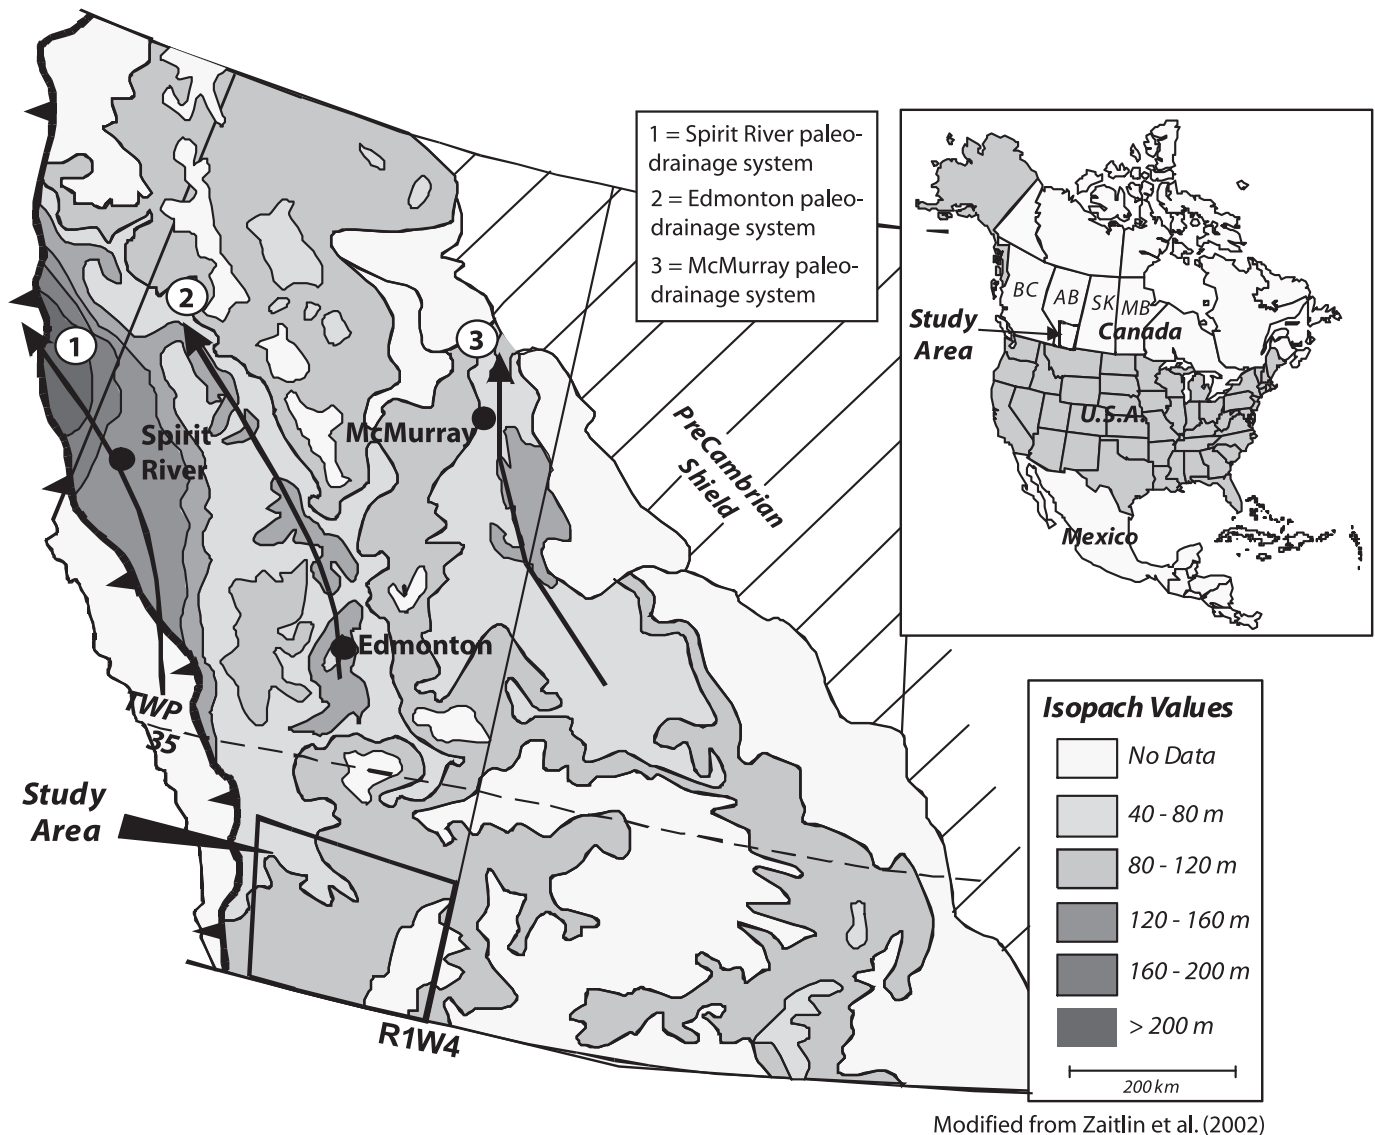 1 = Spirit River paleo-
drainage system
2 = Edmonton paleo-
drainage system
3 = McMurray paleo-
drainage system
BC
AB
SK
MB
Study
Area
Canada
U.S.A.
Mexico
2
1
3
Spirit
River
McMurray
PreCambrian
Shield
Edmonton
TWP
35
Study
Area
R1W4
Isopach Values
No Data
40 - 80 m
80 - 120 m
120 - 160 m
160 - 200 m
> 200 m
200 km
Modified from Zaitlin et al. (2002)